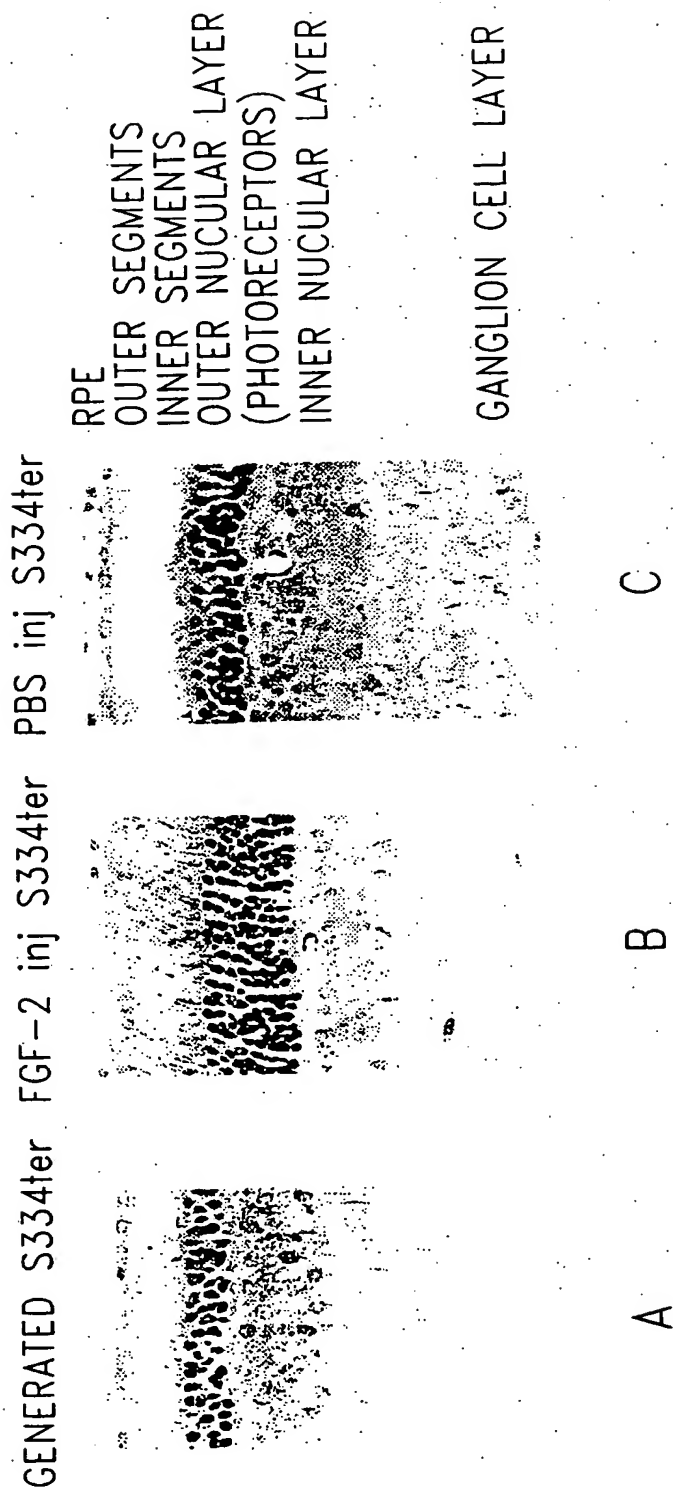 GENERATED S334ter
FGF-2 inj S334ter
PBS inj S334ter
RPE
OUTER SEGMENTS
INNER SEGMENTS
OUTER NUCULAR LAYER
(PHOTORECEPTORS)
INNER NUCULAR LAYER
GANGLION CELL LAYER
A
B
C